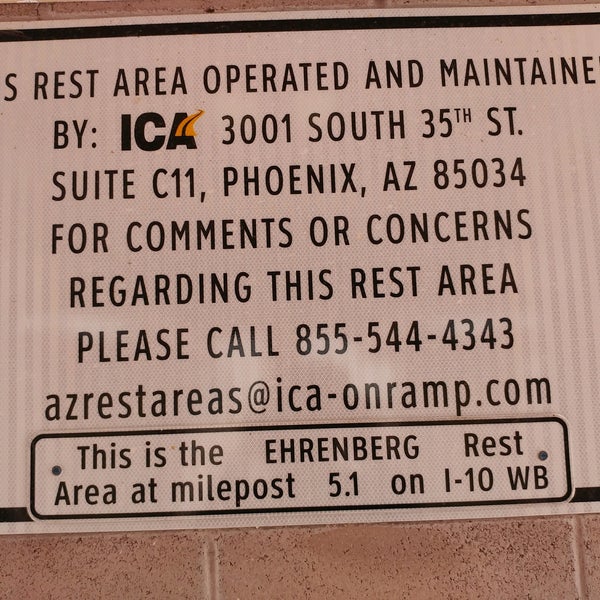 S REST AREA OPERATED AND MAINTAINE
BY: ICA 3001 SOUTH 35TH ST.
SUITE C11, PHOENIX, AZ 85034
FOR COMMENTS OR CONCERNS
REGARDING THIS REST AREA
PLEASE CALL 855-544-4343
azrestareas@ica-onramp.com
This is the EHRENBERG Rest
Area at milepost 5.1 on I-10 WB